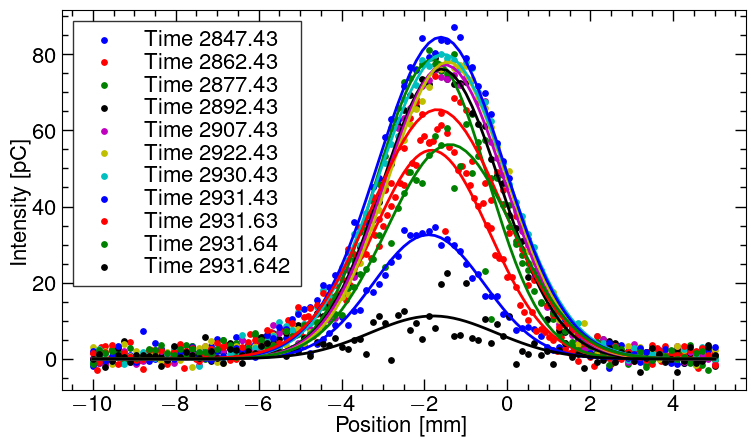 80
60
40
20
0
Intensity [pC]
Time 2847.43
Time 2862.43
Time 2877.43
Time 2892.43
Time 2907.43
Time 2922.43
Time 2930.43
Time 2931.43
Time 2931.63
Time 2931.64
Time 2931.642
−10 −8 −6 −4 −2 0 2 4
Position [mm]